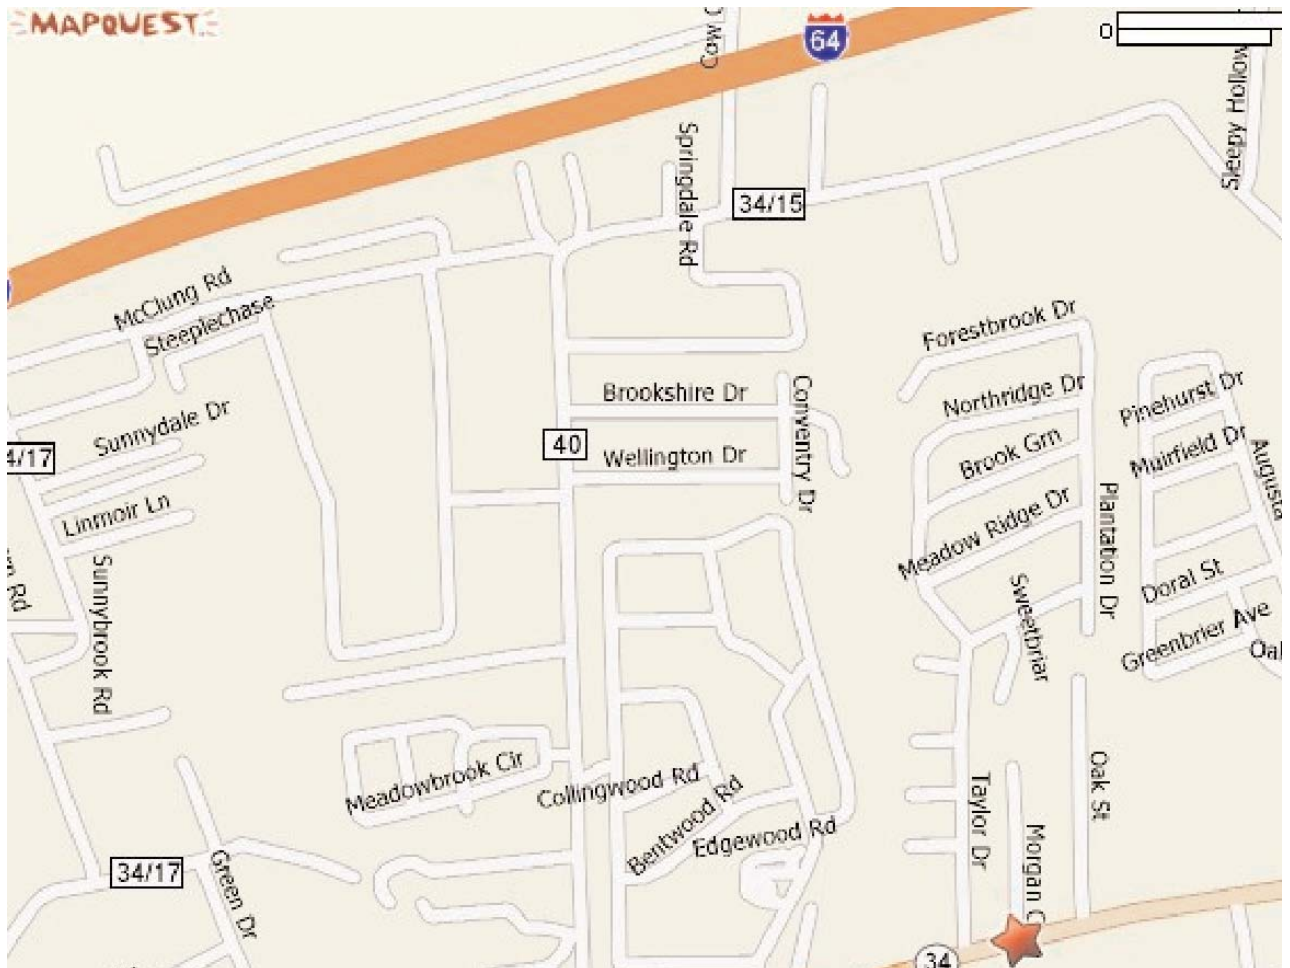 MAPQUEST
64
0
Sleepy Hollow
Springdale Rd
34/15
McClung Rd
Steeplechase
Forestbrook Dr
Brookshire Dr
Conventry Dr
Northridge Dr
Pinehurst Dr
Sunnydale Dr
40
Wellington Dr
Brook Grn
Muirfield Dr
Augusta
4/17
Linmoir Ln
Meadow Ridge Dr
Plantation Dr
Sunnybrook Rd
Rd
Sweetbriar
Doral St
Greenbrier Ave
Oak St
Meadowbrook Cir
Collingwood Rd
Bentwood Rd
Edgewood Rd
Taylor Dr
Morgan
34/17
Green Dr
34